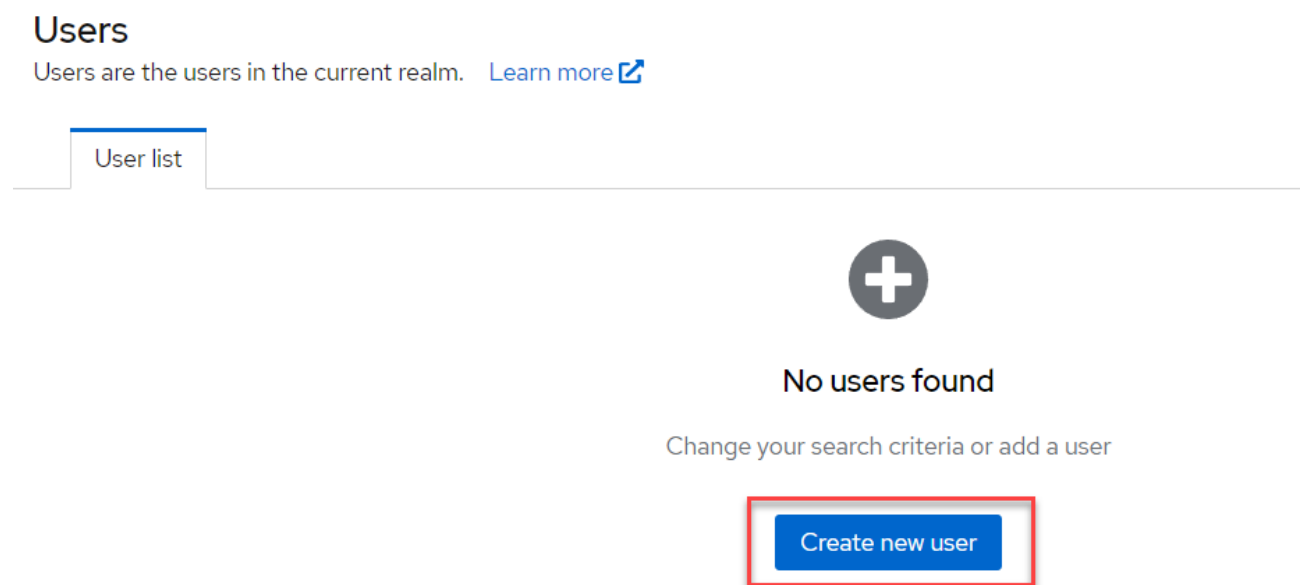 Users
Users are the users in the current realm. Learn more
User list
No users found
Change your search criteria or add a user
Create new user